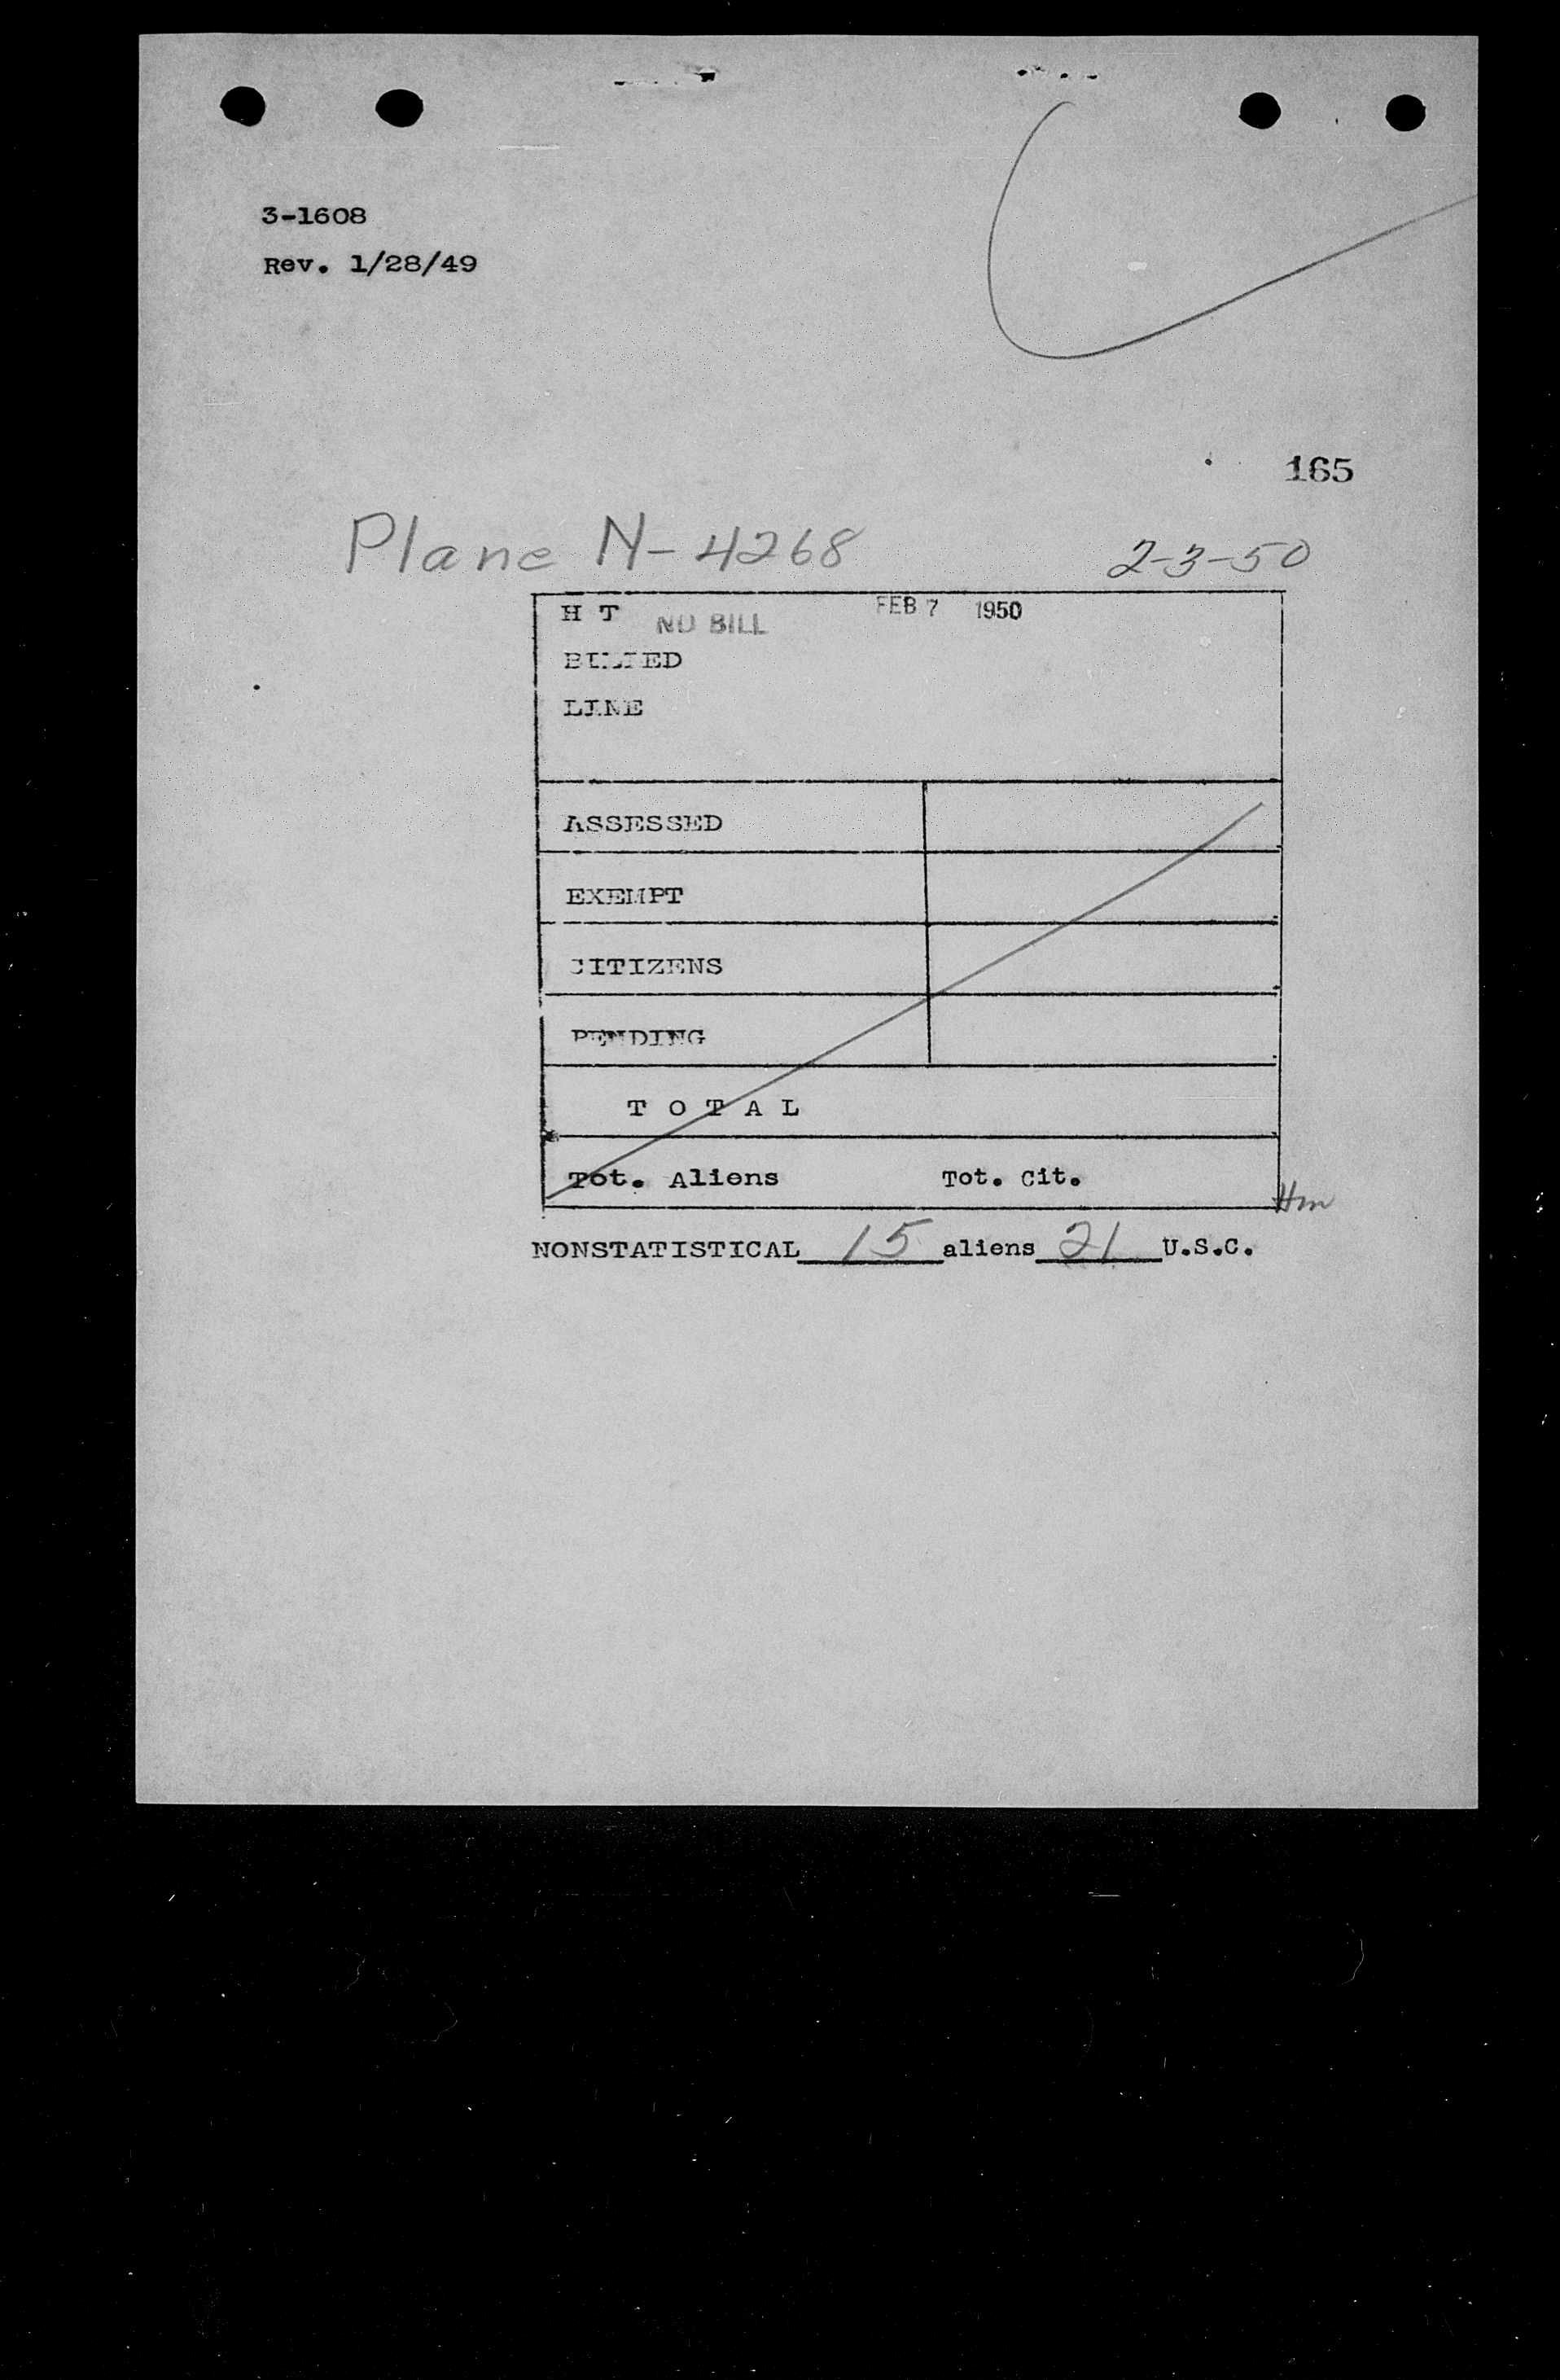 3-1608
Rev. 1/28/49
165
Plane N-4268 2-3-50
H T NO BILL FEB 7 1950
BILLED
LINE
ASSESSED
EXEMPT
CITIZENS
PENDING
T O T A L
Tot. Aliens Tot. Cit.
Hm
NONSTATISTICAL 15 aliens 21 U.S.C.